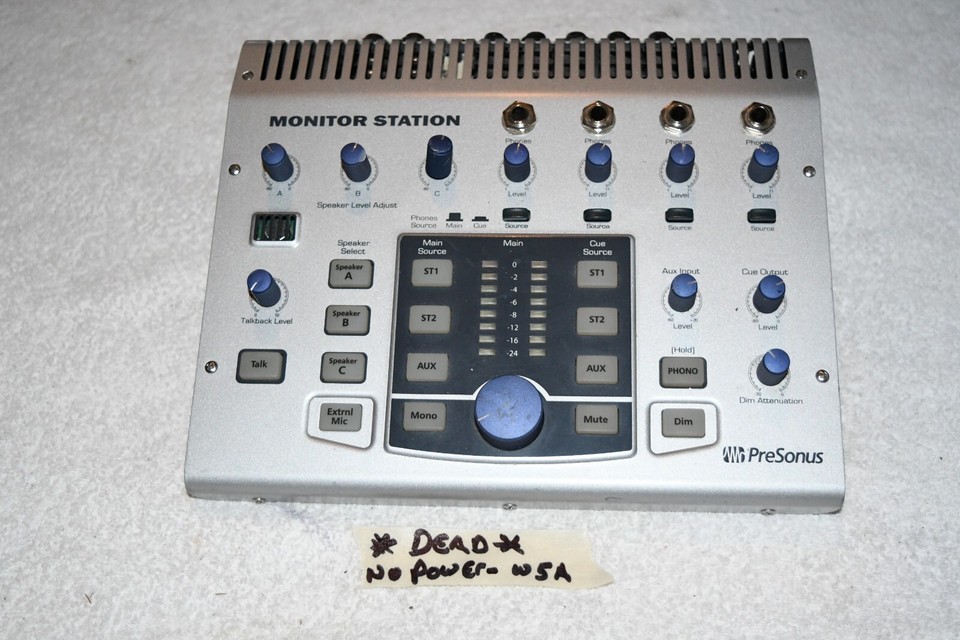 MONITOR STATION
Phones Phones Phones Phones
A B C Level Level Level Level
Speaker Level Adjust
Phones Source Main Cue Source Source Source Source
Speaker Select
Main Source
Main
Cue Source
Speaker A
ST1
0
ST1
-2
-4
Aux Input
Cue Output
Talkback Level
Speaker B
ST2
-6
-8
-12
ST2
Level
Level
-16
-24
[Hold]
Talk
Speaker C
AUX
AUX
PHONO
Dim Attenuation
Extrnl Mic
Mono
Mute
Dim
PreSonus
* DEAD *
NO POWER- W5A